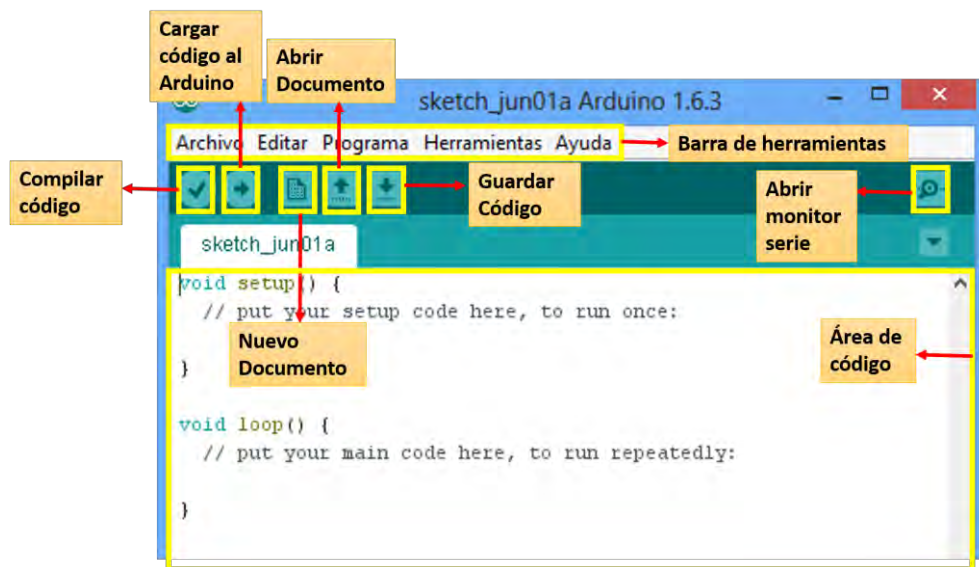 Cargar
código al
Arduino
Abrir
Documento
sketch_jun01a Arduino 1.6.3
Archivo Editar Programa Herramientas Ayuda
Barra de herramientas
Compilar
código
Guardar
Código
Abrir
monitor
serie
sketch_jun01a
void setup() {
// put your setup code here, to run once:
Nuevo
Documento
}
Área de
código
void loop() {
// put your main code here, to run repeatedly:
}